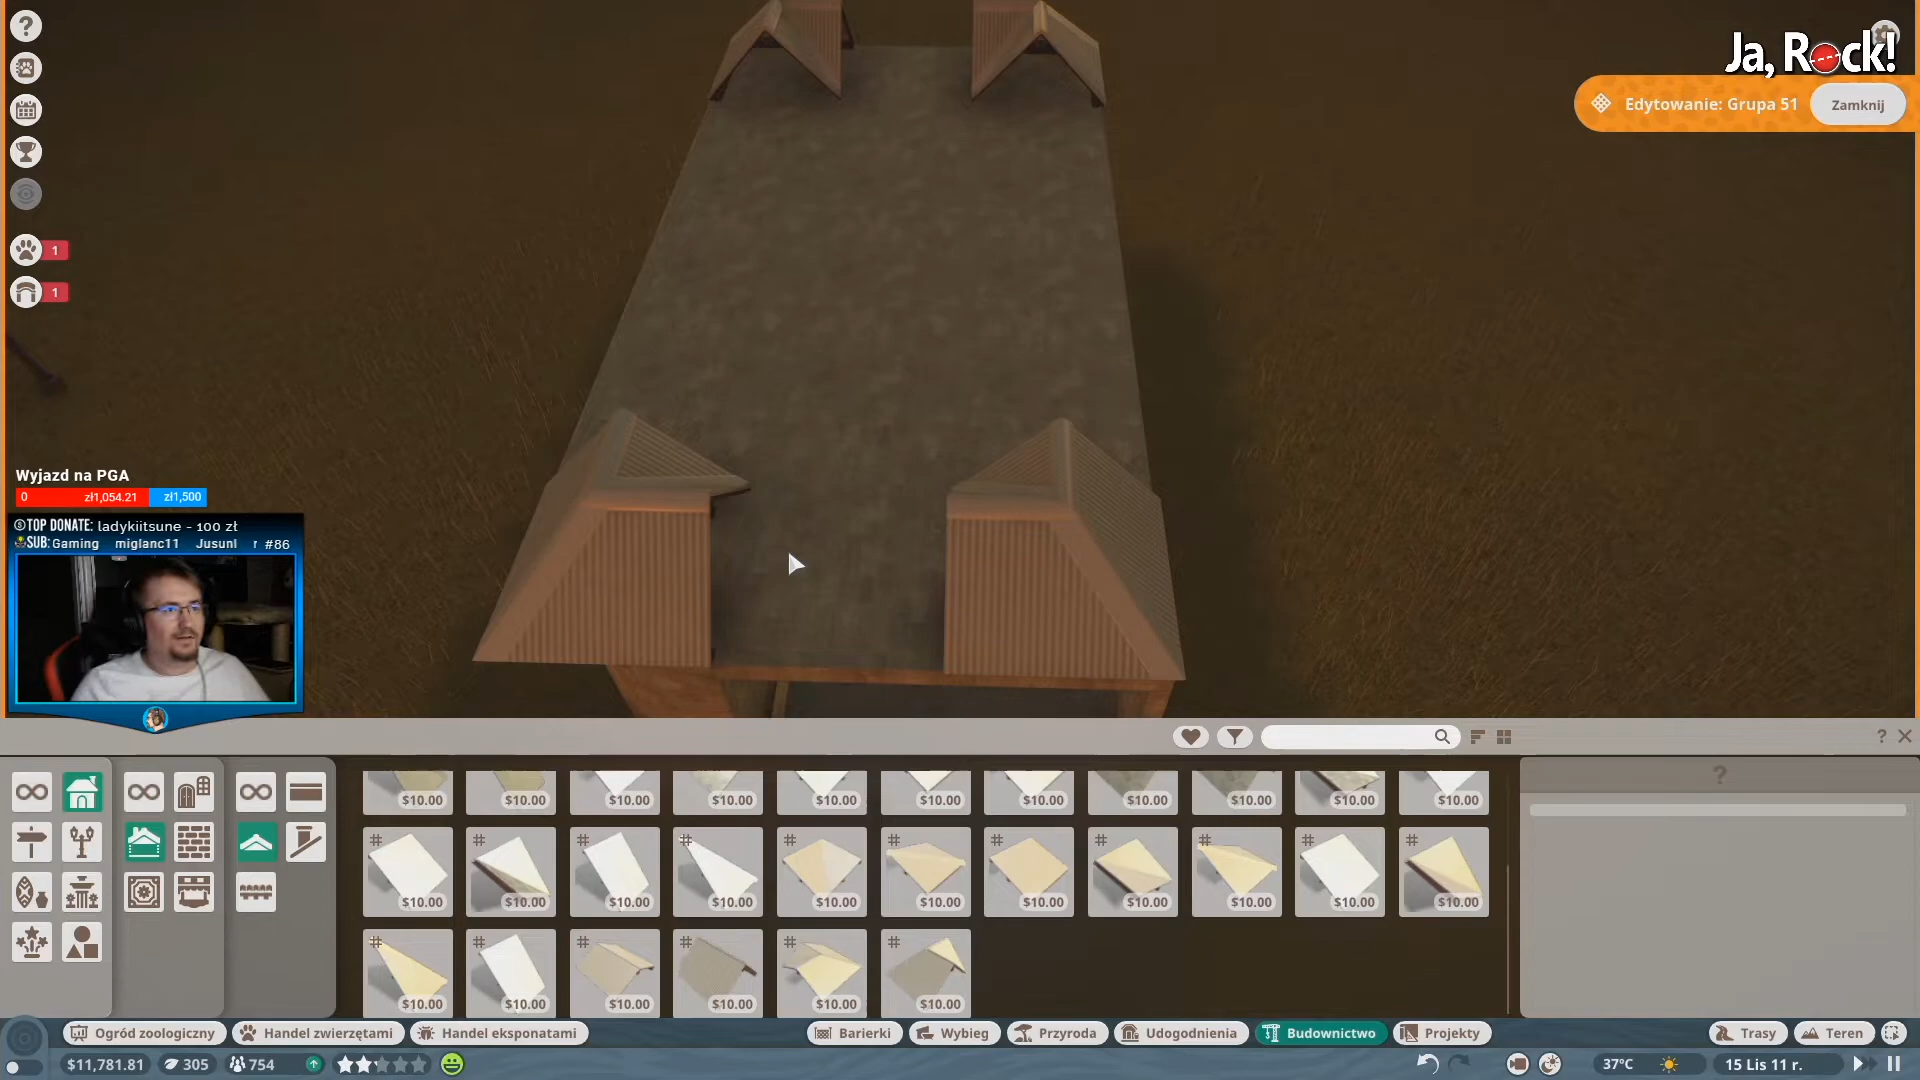 Ja, Rock!
Edytowanie: Grupa 51
Zamknij
1
1
Wyjazd na PGA
0 zł1,054.21 zł1,500
TOP DONATE: ladykiitsune - 100 zł
SUB: Gaming miglanc11 Jusunl r #86
?
? ×
?
$10.00 $10.00 $10.00 $10.00 $10.00 $10.00 $10.00 $10.00 $10.00 $10.00 $10.00
$10.00 $10.00 $10.00 $10.00 $10.00 $10.00 $10.00 $10.00 $10.00 $10.00 $10.00
$10.00 $10.00 $10.00 $10.00 $10.00 $10.00
Ogród zoologiczny Handel zwierzętami Handel eksponatami Barierki Wybieg Przyroda Udogodnienia Budownictwo Projekty Trasy Teren
$11,781.81 305 754 37°C 15 Lis 11 r.